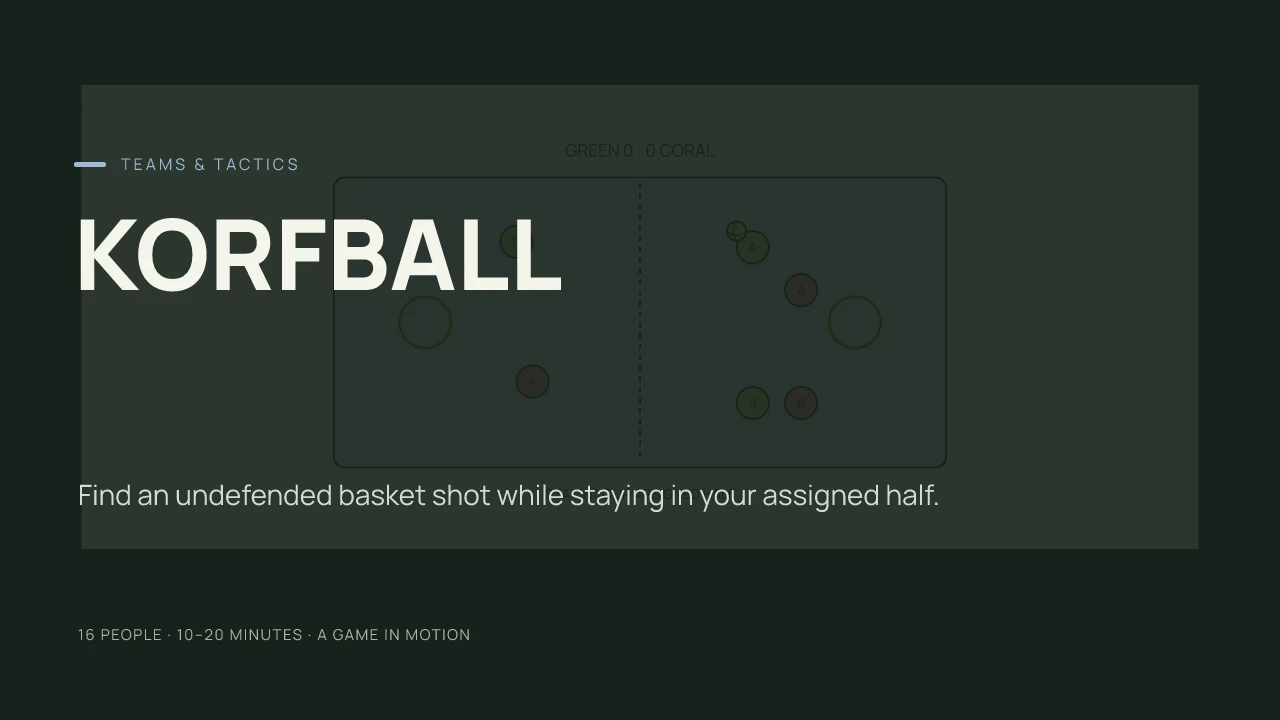 GREEN 0 : 0 CORAL
TEAMS & TACTICS
KORFBALL
A
A
A
B
B
Find an undefended basket shot while staying in your assigned half.
16 PEOPLE · 10–20 MINUTES · A GAME IN MOTION